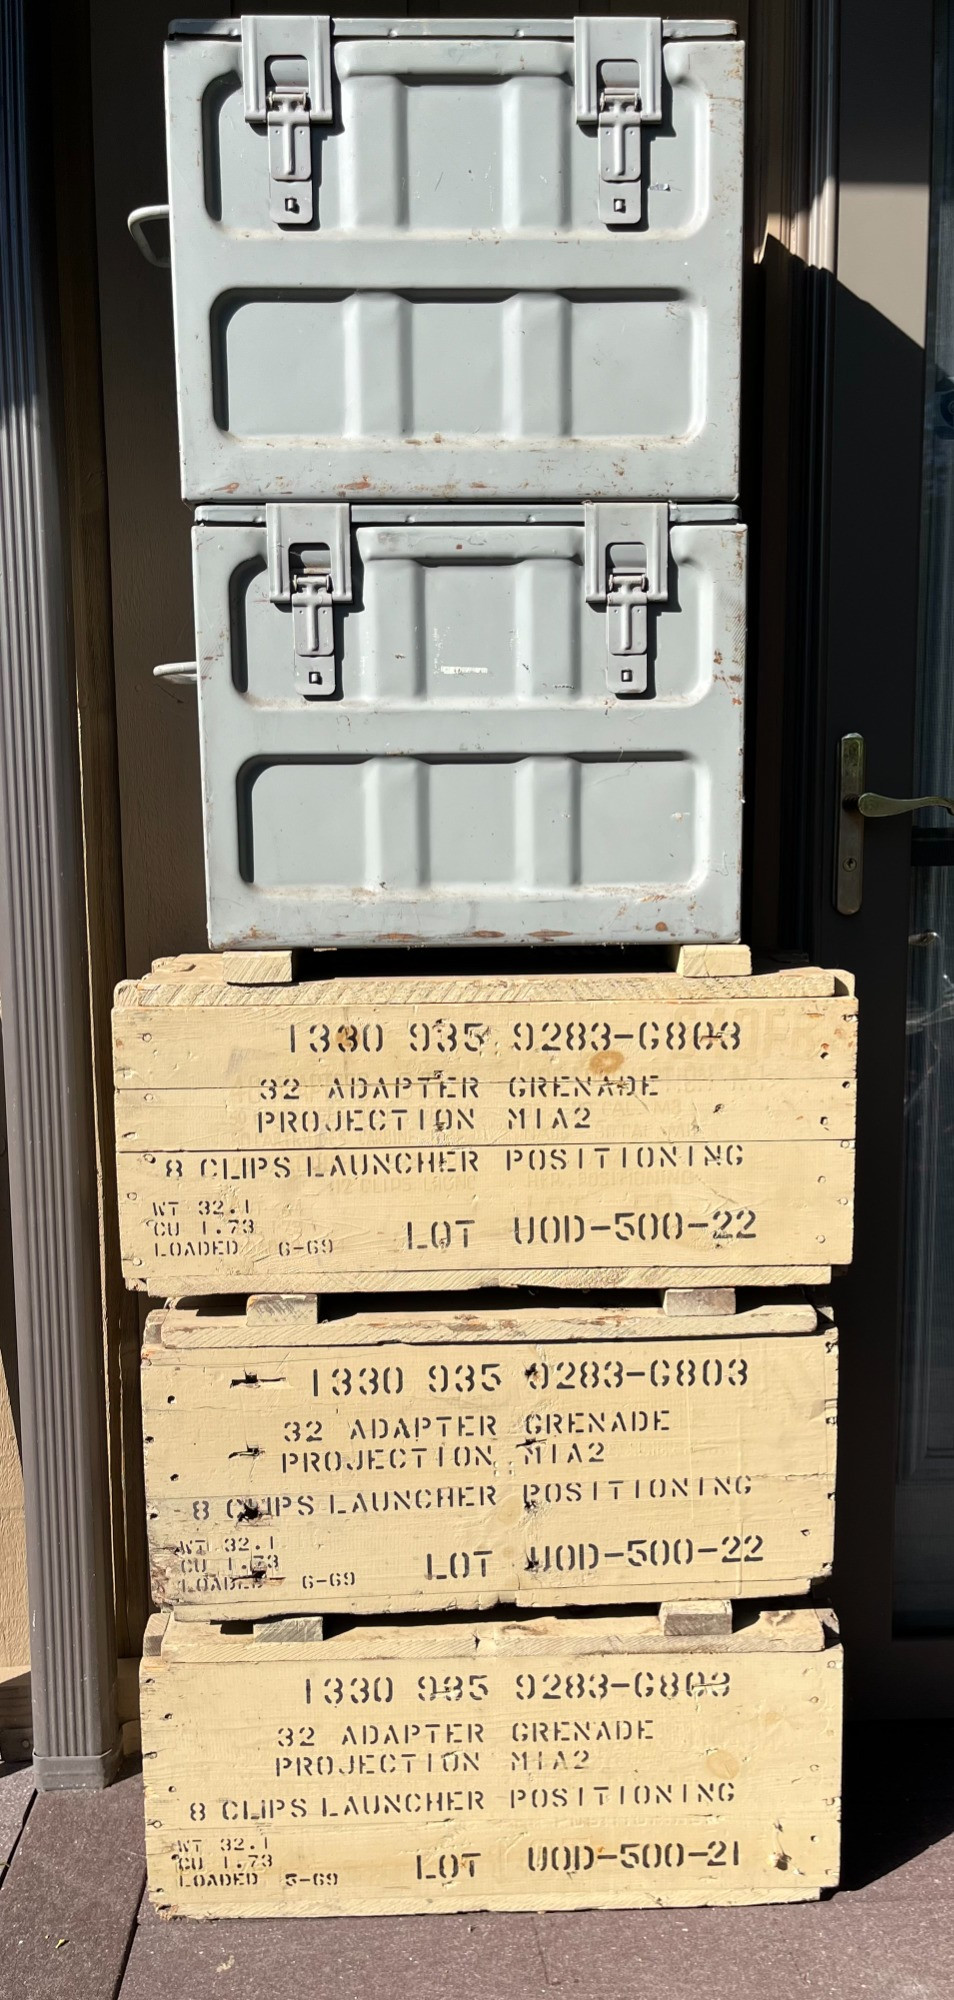 1330 935 9283-G803
32 ADAPTER GRENADE
PROJECTION M1A2
8 CLIPS LAUNCHER POSITIONING
WT 32.1
CU 1.73
LOADED 6-69
LOT UOD-500-22
1330 935 9283-G803
32 ADAPTER GRENADE
PROJECTION M1A2
8 CLIPS LAUNCHER POSITIONING
WT 32.1
CU 1.73
LOADED 6-69
LOT UOD-500-22
1330 935 9283-G803
32 ADAPTER GRENADE
PROJECTION M1A2
8 CLIPS LAUNCHER POSITIONING
WT 32.1
CU 1.73
LOADED 5-69
LOT UOD-500-21